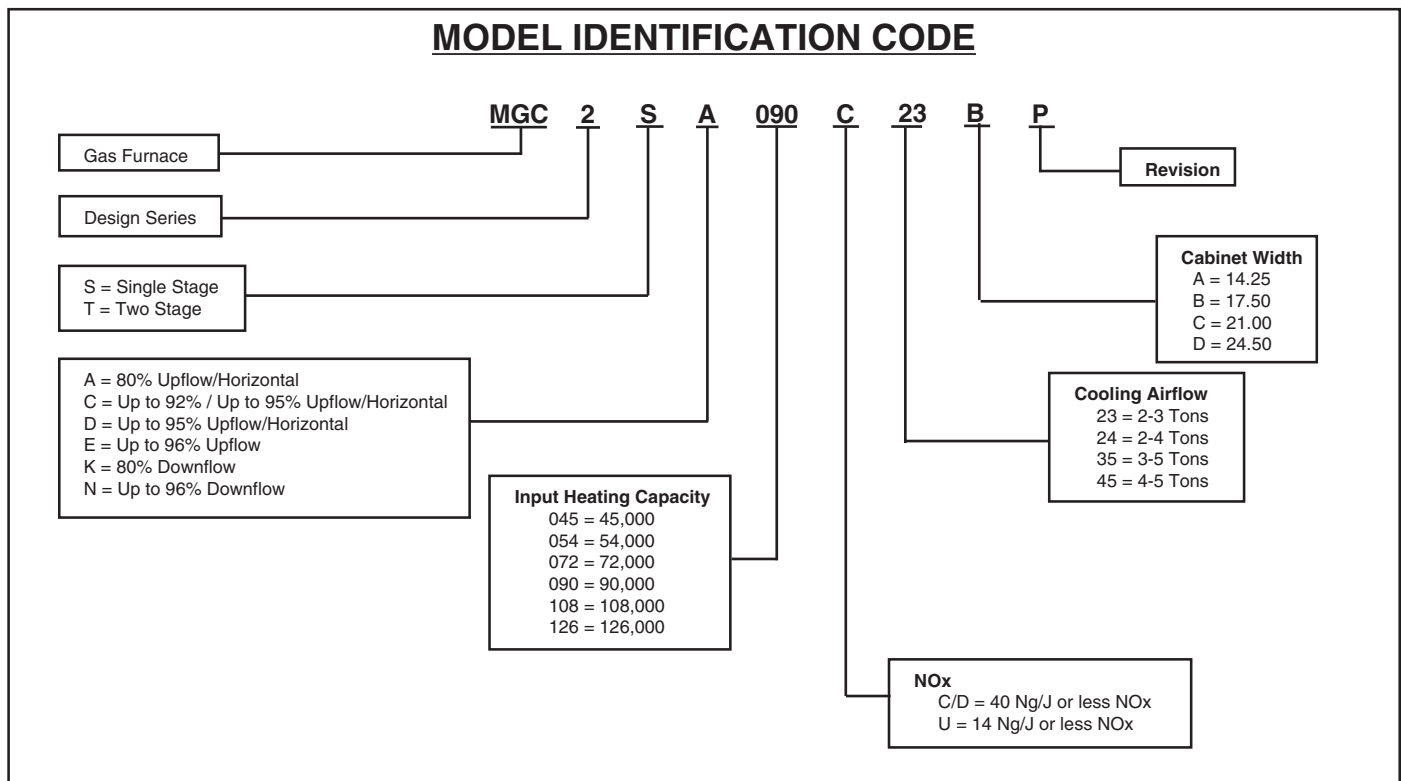 MODEL IDENTIFICATION CODE
MGC 2 S A 090 C 23 B P
Gas Furnace
Design Series
S = Single Stage
T = Two Stage
A = 80% Upflow/Horizontal
C = Up to 92% / Up to 95% Upflow/Horizontal
D = Up to 95% Upflow/Horizontal
E = Up to 96% Upflow
K = 80% Downflow
N = Up to 96% Downflow
Input Heating Capacity
045 = 45,000
054 = 54,000
072 = 72,000
090 = 90,000
108 = 108,000
126 = 126,000
NOx
C/D = 40 Ng/J or less NOx
U = 14 Ng/J or less NOx
Cooling Airflow
23 = 2-3 Tons
24 = 2-4 Tons
35 = 3-5 Tons
45 = 4-5 Tons
Cabinet Width
A = 14.25
B = 17.50
C = 21.00
D = 24.50
Revision